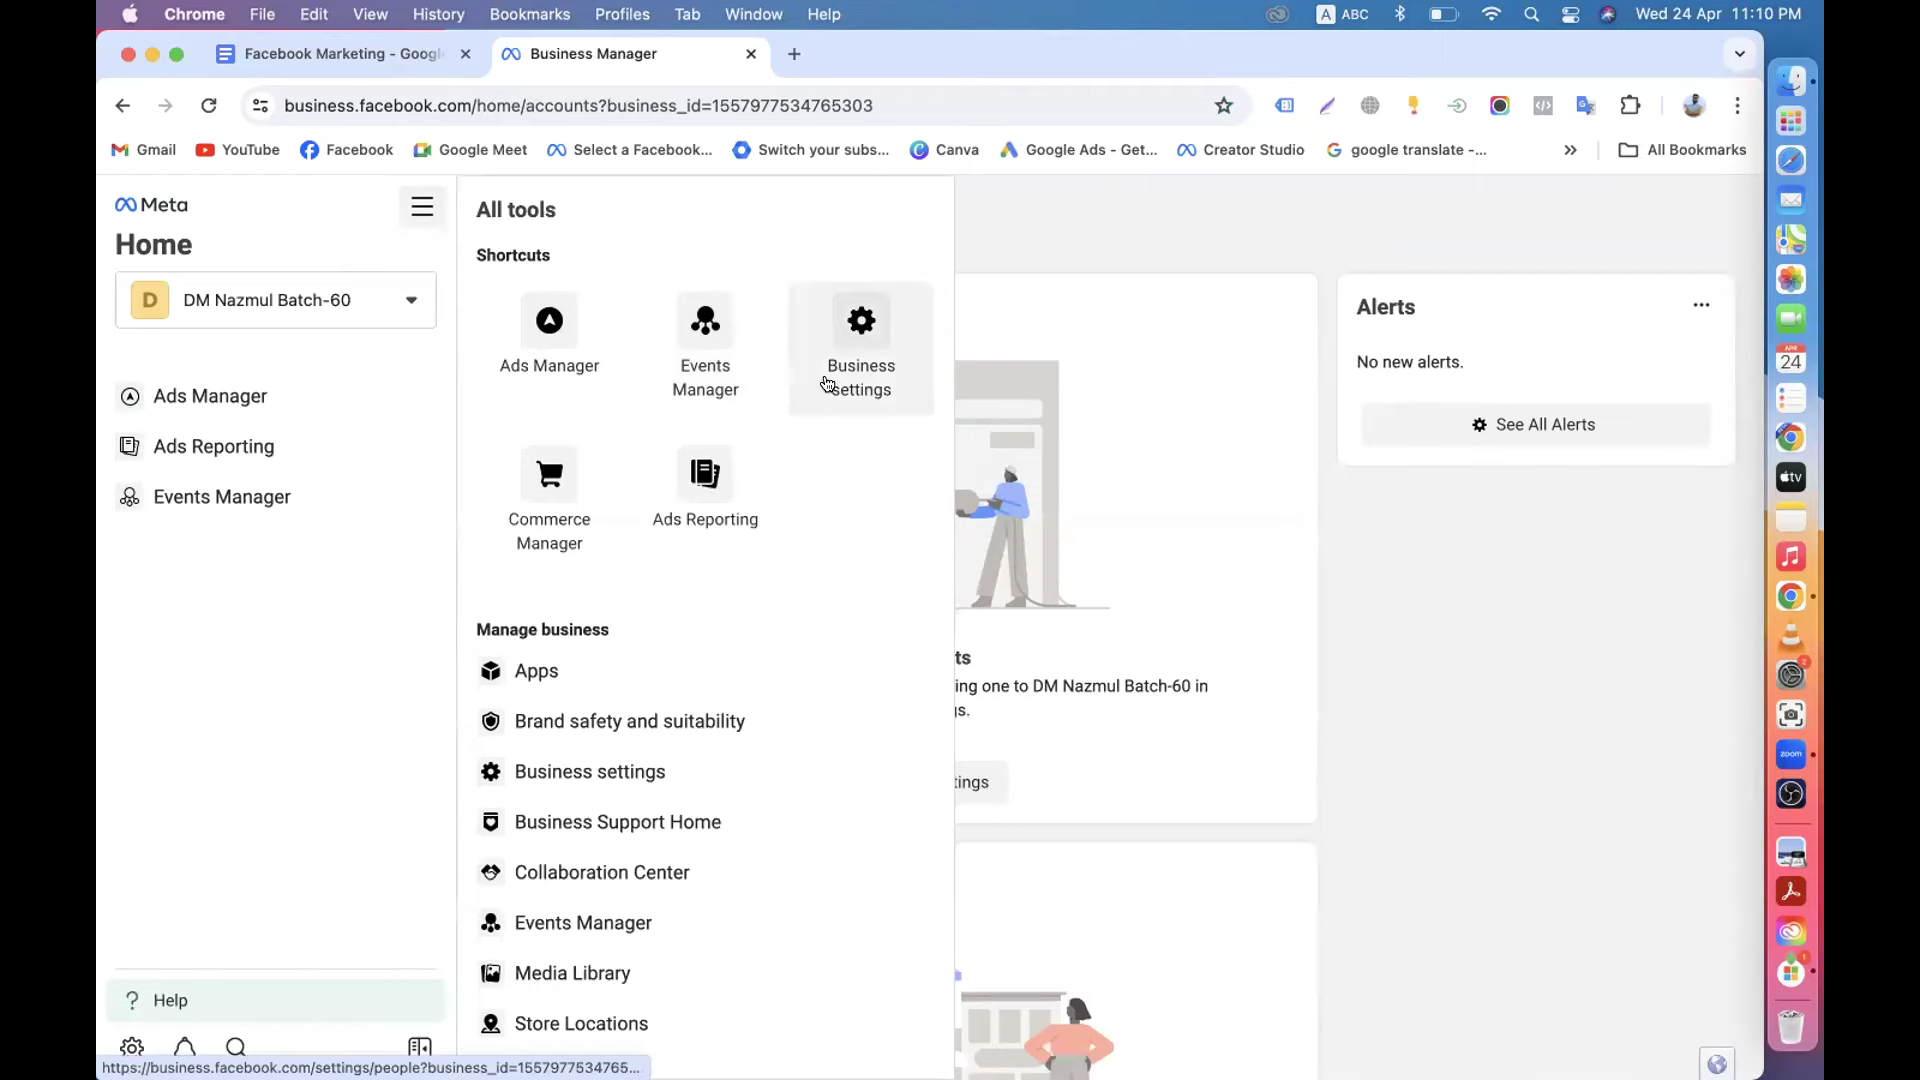 Chrome File Edit View History Bookmarks Profiles Tab Window Help
A ABC Wed 24 Apr 11:10 PM
Facebook Marketing - Googl
Business Manager
business.facebook.com/home/accounts?business_id=1557977534765303
Gmail YouTube Facebook Google Meet Select a Facebook... Switch your subs... Canva Google Ads - Get... Creator Studio google translate -... » All Bookmarks
Meta
Home
D DM Nazmul Batch-60
Ads Manager
Ads Reporting
Events Manager
? Help
All tools
Shortcuts
Ads Manager
Events
Manager
Business
settings
Commerce
Manager
Ads Reporting
Manage business
Apps
Brand safety and suitability
Business settings
Business Support Home
Collaboration Center
Events Manager
Media Library
Store Locations
ts
ing one to DM Nazmul Batch-60 in
gs.
tings
Alerts
No new alerts.
See All Alerts
https://business.facebook.com/settings/people?business_id=1557977534765...
APR
24
tv
zoom
2
1